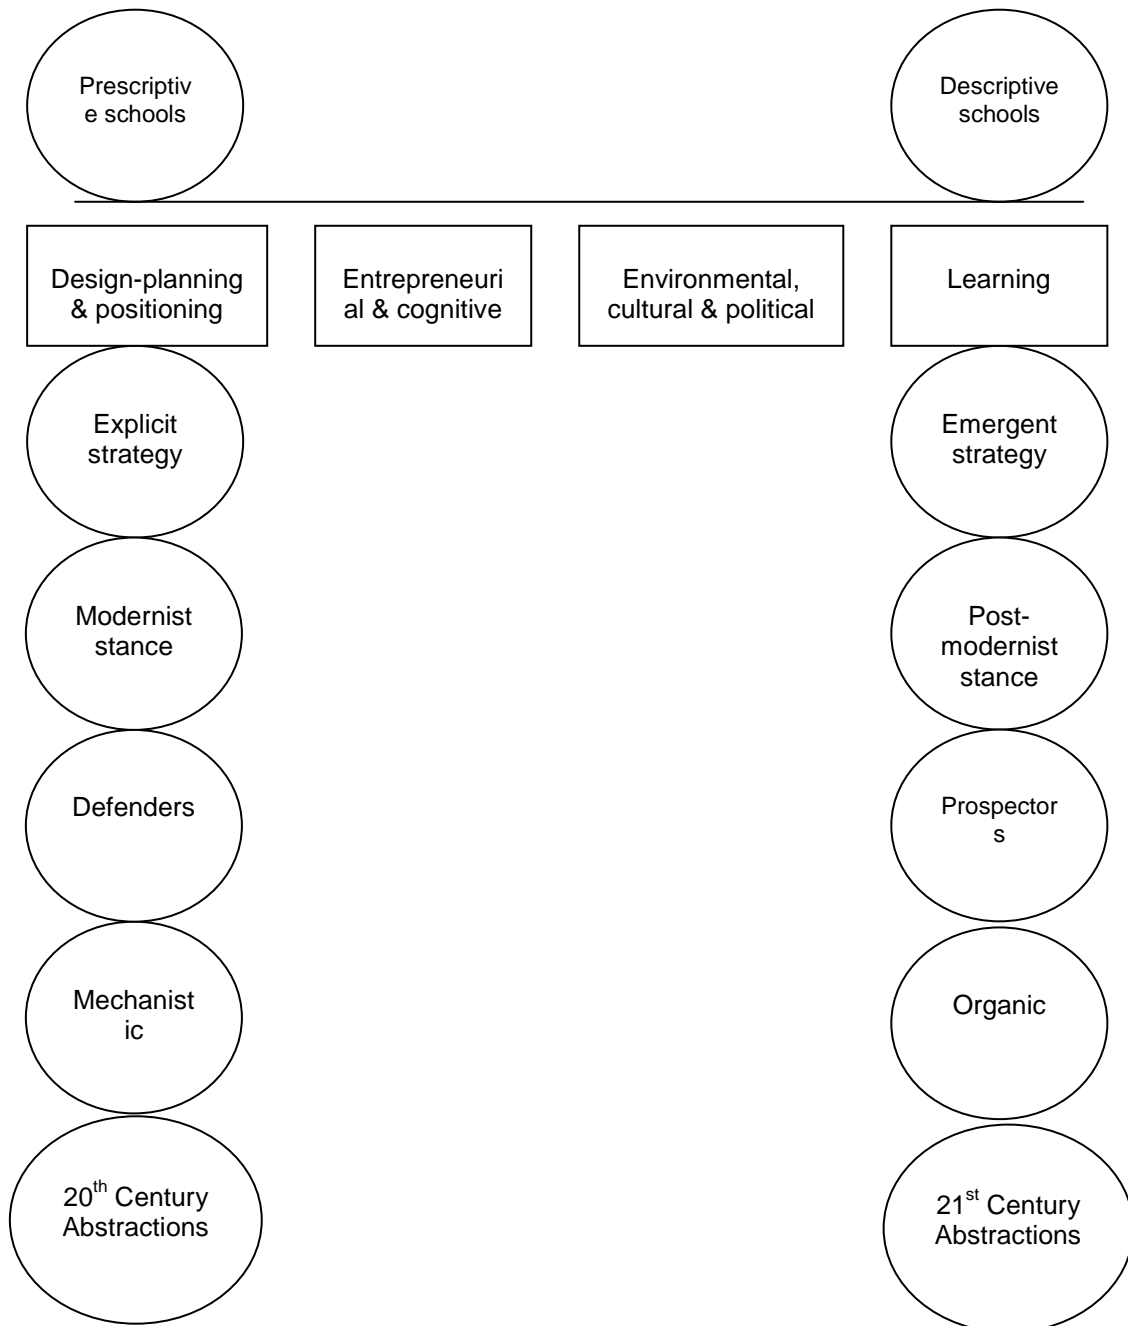 Prescriptiv
e schools
Descriptive
schools
Design-planning
& positioning
Entrepreneuri
al & cognitive
Environmental,
cultural & political
Learning
Explicit
strategy
Emergent
strategy
Modernist
stance
Post-
modernist
stance
Defenders
Prospector
s
Mechanist
ic
Organic
20th Century
Abstractions
21st Century
Abstractions